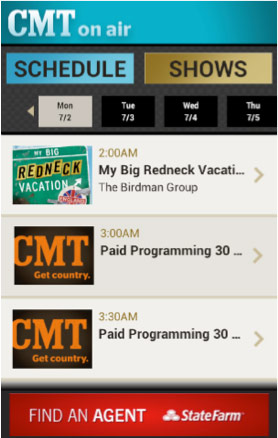 CMT on air
SCHEDULE SHOWS
Mon Tue Wed Thu
7/2 7/3 7/4 7/5
MY BIG
REDNECK
VACATION
2:00AM
My Big Redneck Vacati...
The Birdman Group
CMT
Get country.
3:00AM
Paid Programming 30 ...
CMT
Get country.
3:30AM
Paid Programming 30 ...
FIND AN AGENT StateFarm